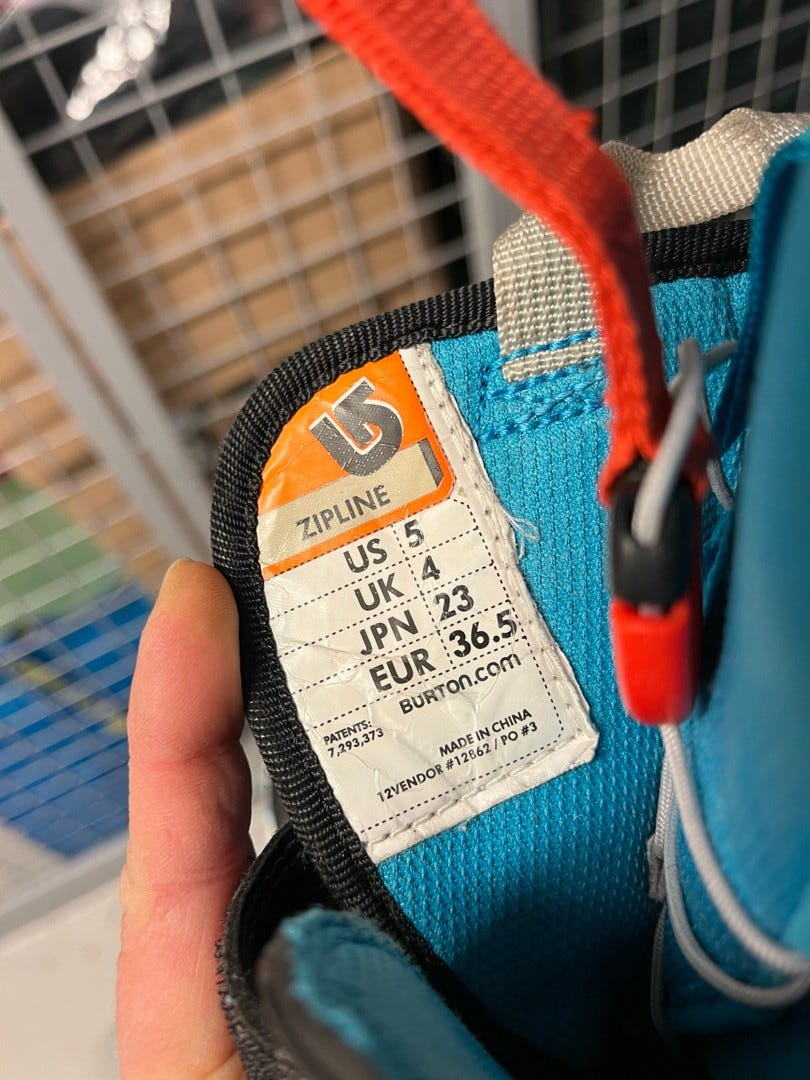 ZIPLINE
US 5
UK 4
JPN 23
EUR 36.5
BURTON.COM
PATENTS:
7,293,373
MADE IN CHINA
12VENDOR #12862 / PO #3